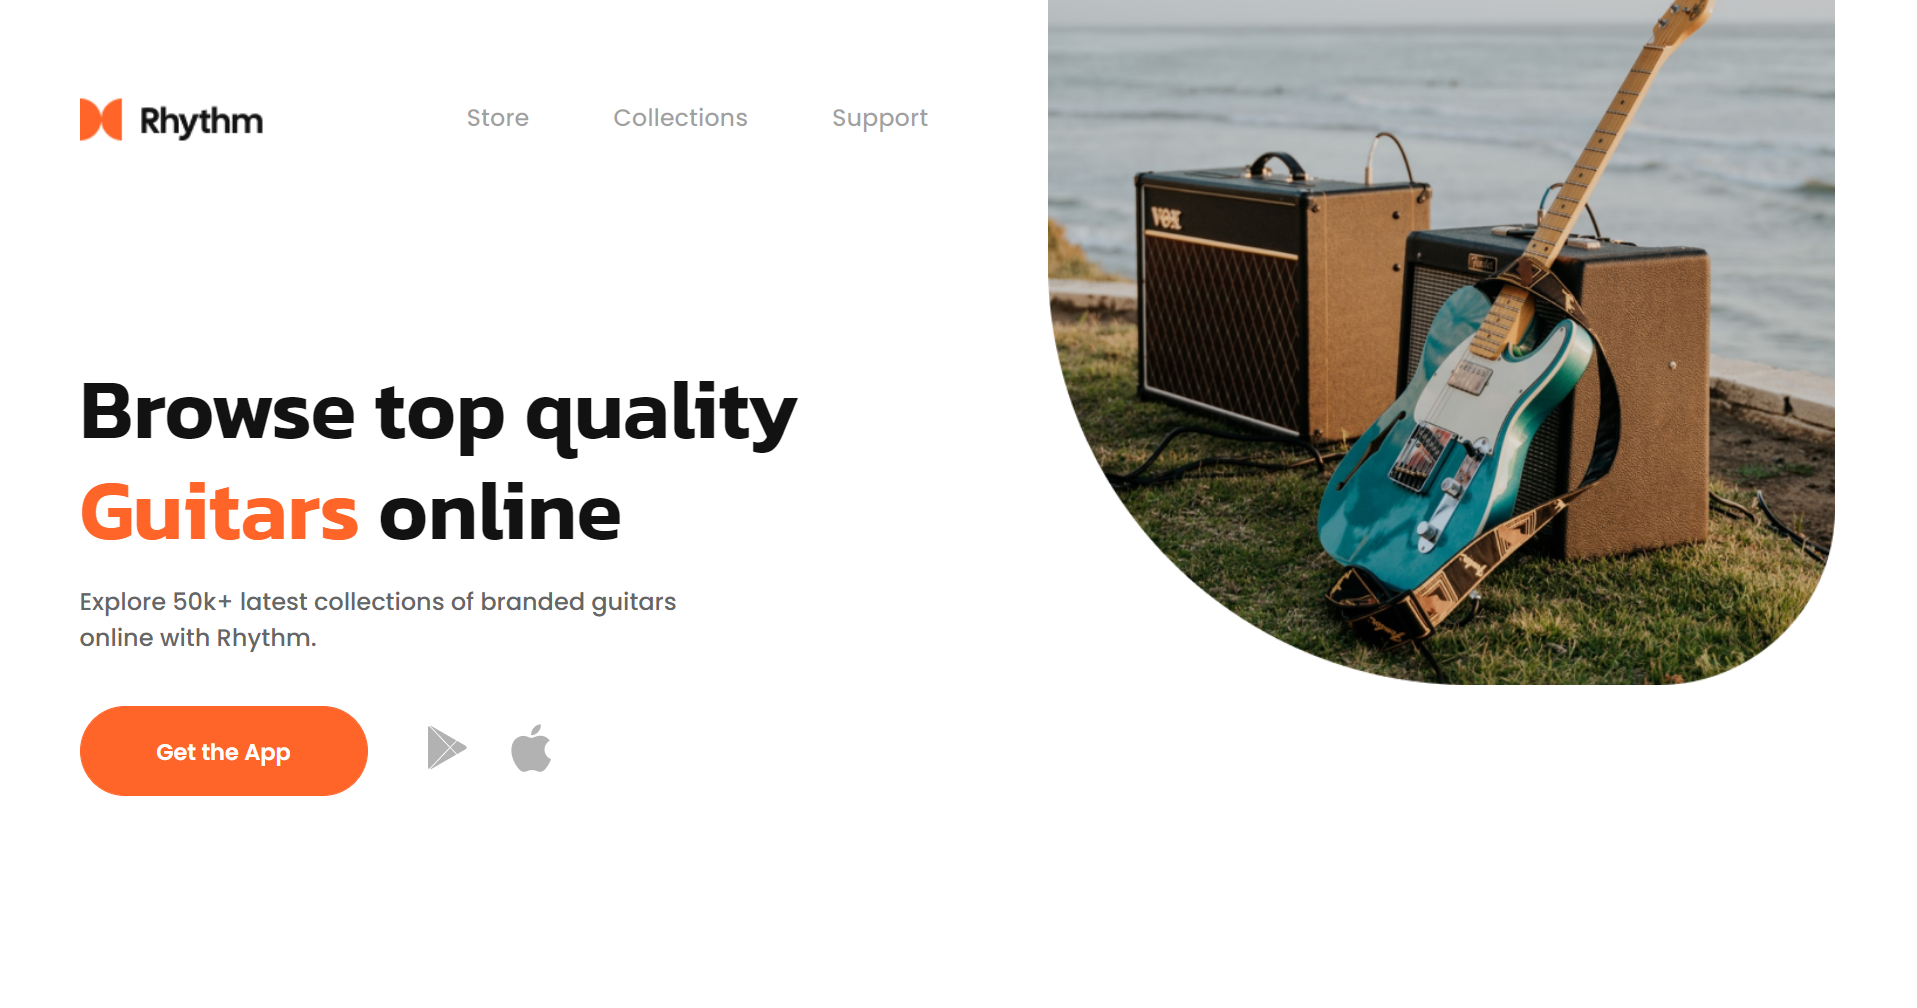 Rhythm
Store
Collections
Support
VOX
Fender
Browse top quality
Guitars online
Explore 50k+ latest collections of branded guitars
online with Rhythm.
Get the App